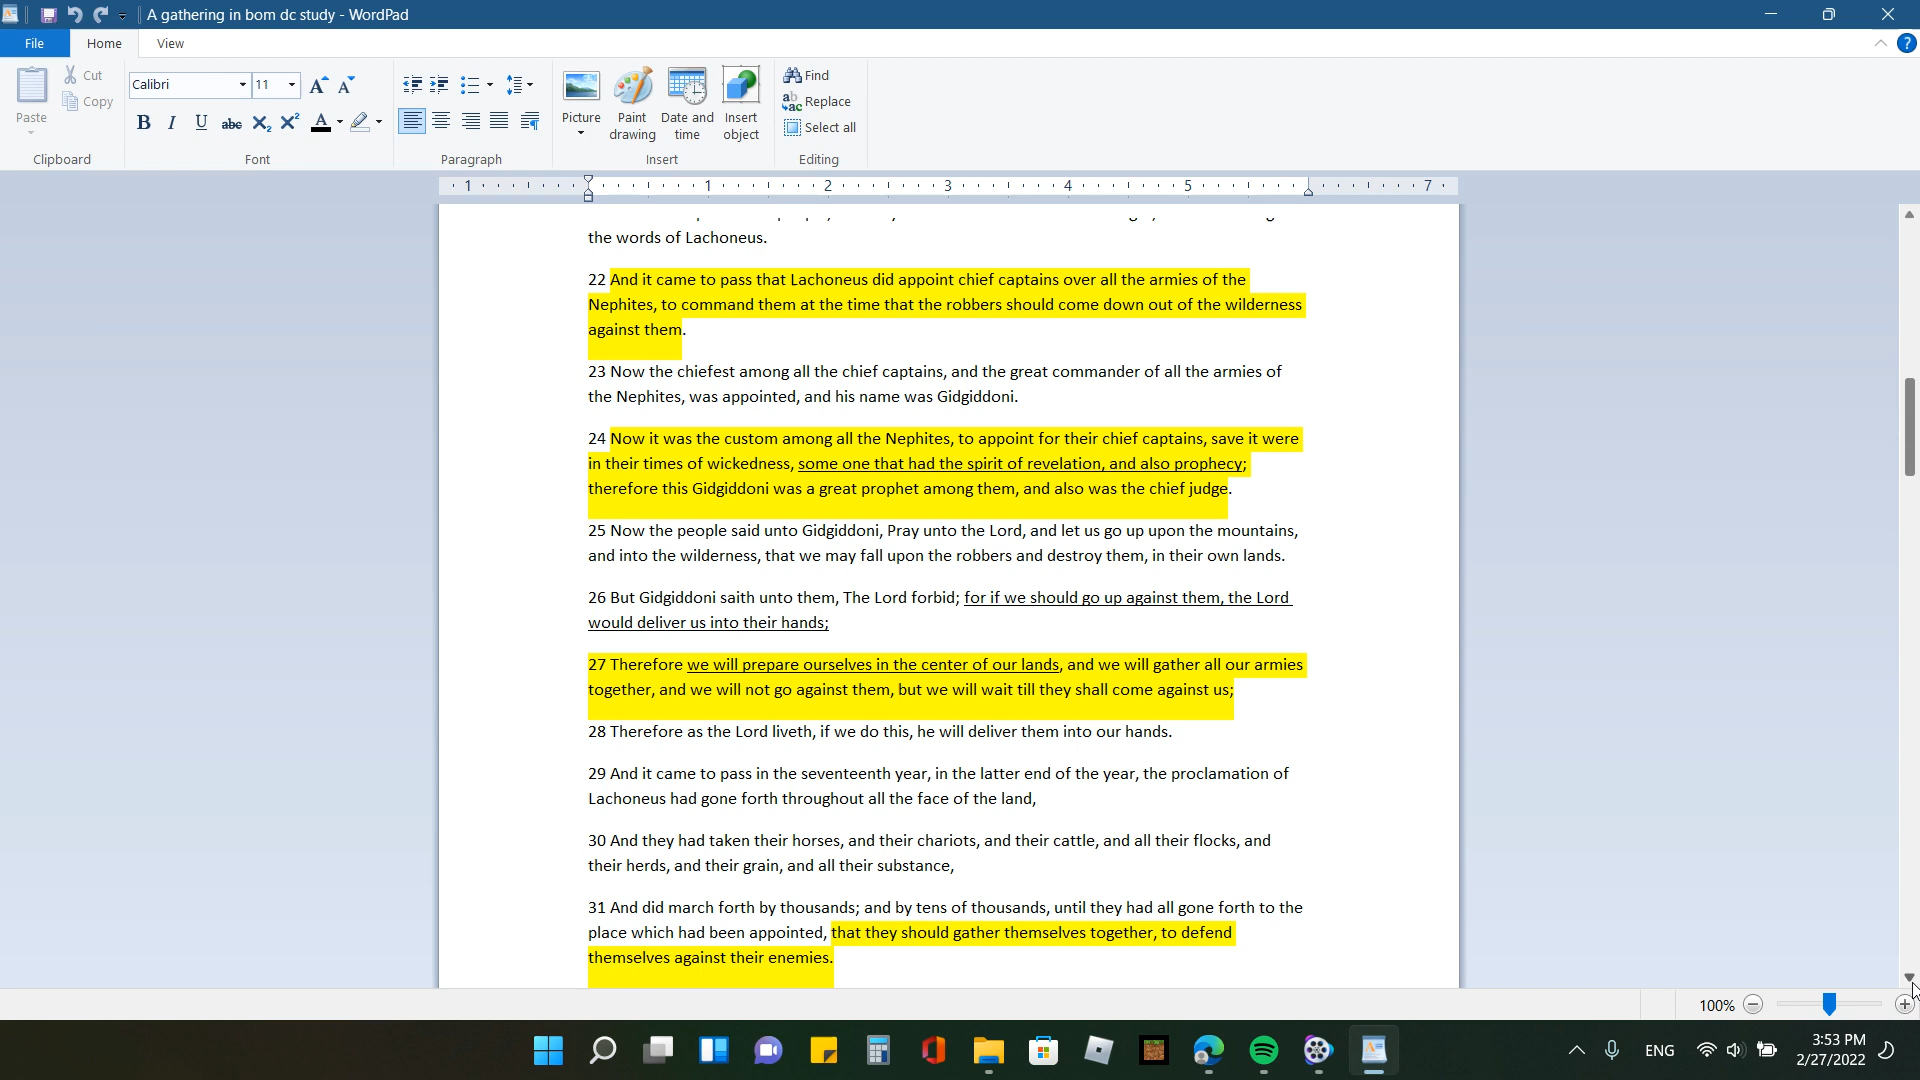 A gathering in bom dc study - WordPad
File Home View
Paste Cut Copy
Clipboard
Calibri 11
Font
Paragraph
Picture Paint drawing Date and time Insert object
Insert
Find
Replace
Select all
Editing
1 1 2 3 4 5 7
the words of Lachoneus.
22 And it came to pass that Lachoneus did appoint chief captains over all the armies of the
Nephites, to command them at the time that the robbers should come down out of the wilderness
against them.
23 Now the chiefest among all the chief captains, and the great commander of all the armies of
the Nephites, was appointed, and his name was Gidgiddoni.
24 Now it was the custom among all the Nephites, to appoint for their chief captains, save it were
in their times of wickedness, some one that had the spirit of revelation, and also prophecy;
therefore this Gidgiddoni was a great prophet among them, and also was the chief judge.
25 Now the people said unto Gidgiddoni, Pray unto the Lord, and let us go up upon the mountains,
and into the wilderness, that we may fall upon the robbers and destroy them, in their own lands.
26 But Gidgiddoni saith unto them, The Lord forbid; for if we should go up against them, the Lord
would deliver us into their hands;
27 Therefore we will prepare ourselves in the center of our lands, and we will gather all our armies
together, and we will not go against them, but we will wait till they shall come against us;
28 Therefore as the Lord liveth, if we do this, he will deliver them into our hands.
29 And it came to pass in the seventeenth year, in the latter end of the year, the proclamation of
Lachoneus had gone forth throughout all the face of the land,
30 And they had taken their horses, and their chariots, and their cattle, and all their flocks, and
their herds, and their grain, and all their substance,
31 And did march forth by thousands; and by tens of thousands, until they had all gone forth to the
place which had been appointed, that they should gather themselves together, to defend
themselves against their enemies.
100%
ENG
3:53 PM
2/27/2022